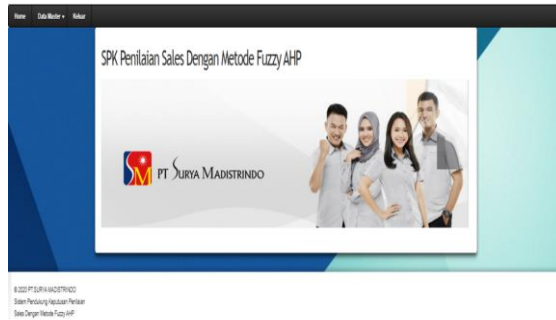 Home Data Master Keluar
SPK Penilaian Sales Dengan Metode Fuzzy AHP
SM PT SURYA MADISTRINDO
© 2020 PT SURYA MADISTRINDO
Sistem Pendukung Keputusan Penilaian
Sales Dengan Metode Fuzzy AHP